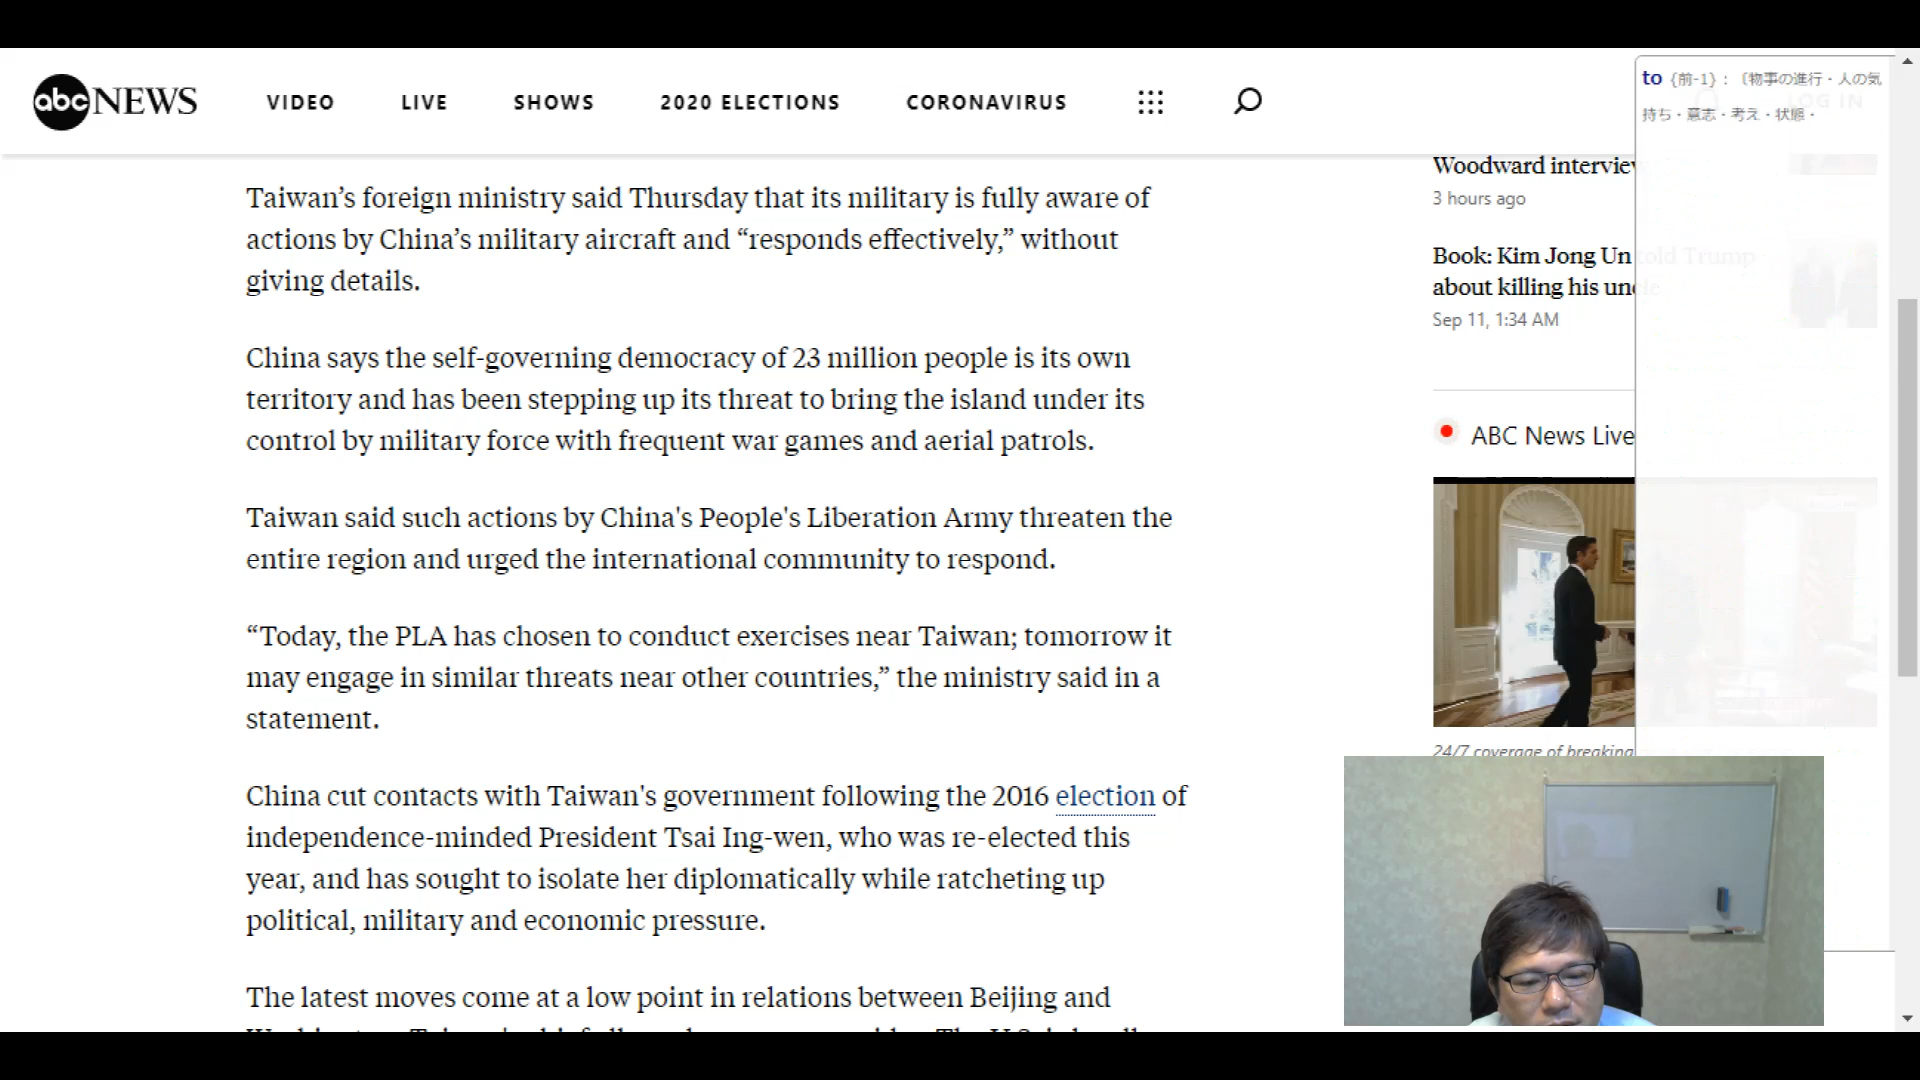 abc NEWS
VIDEO
LIVE
SHOWS
2020 ELECTIONS
CORONAVIRUS
LOG IN
to {前-1} : 〔物事の進行・人の気
持ち・意志・考え・状態・
Taiwan’s foreign ministry said Thursday that its military is fully aware of
actions by China’s military aircraft and “responds effectively,” without
giving details.
China says the self-governing democracy of 23 million people is its own
territory and has been stepping up its threat to bring the island under its
control by military force with frequent war games and aerial patrols.
Taiwan said such actions by China's People's Liberation Army threaten the
entire region and urged the international community to respond.
“Today, the PLA has chosen to conduct exercises near Taiwan; tomorrow it
may engage in similar threats near other countries,” the ministry said in a
statement.
China cut contacts with Taiwan's government following the 2016 election of
independence-minded President Tsai Ing-wen, who was re-elected this
year, and has sought to isolate her diplomatically while ratcheting up
political, military and economic pressure.
The latest moves come at a low point in relations between Beijing and
Woodward interview
3 hours ago
Book: Kim Jong Un told Trump
about killing his uncle
Sep 11, 1:34 AM
ABC News Live
24/7 coverage of breaking